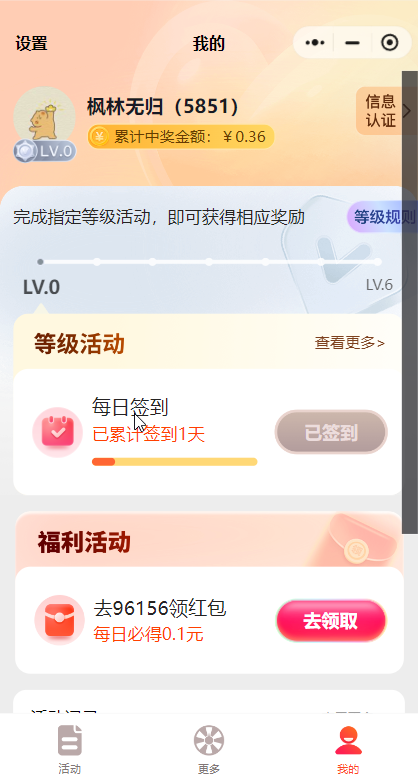 设置
我的
枫林无归（5851）
信息
认证
累计中奖金额：￥0.36
LV.0
完成指定等级活动，即可获得相应奖励
等级规则
LV.0
LV.6
等级活动
查看更多>
每日签到
已累计签到1天
已签到
福利活动
去96156领红包
每日必得0.1元
去领取
活动
更多
我的